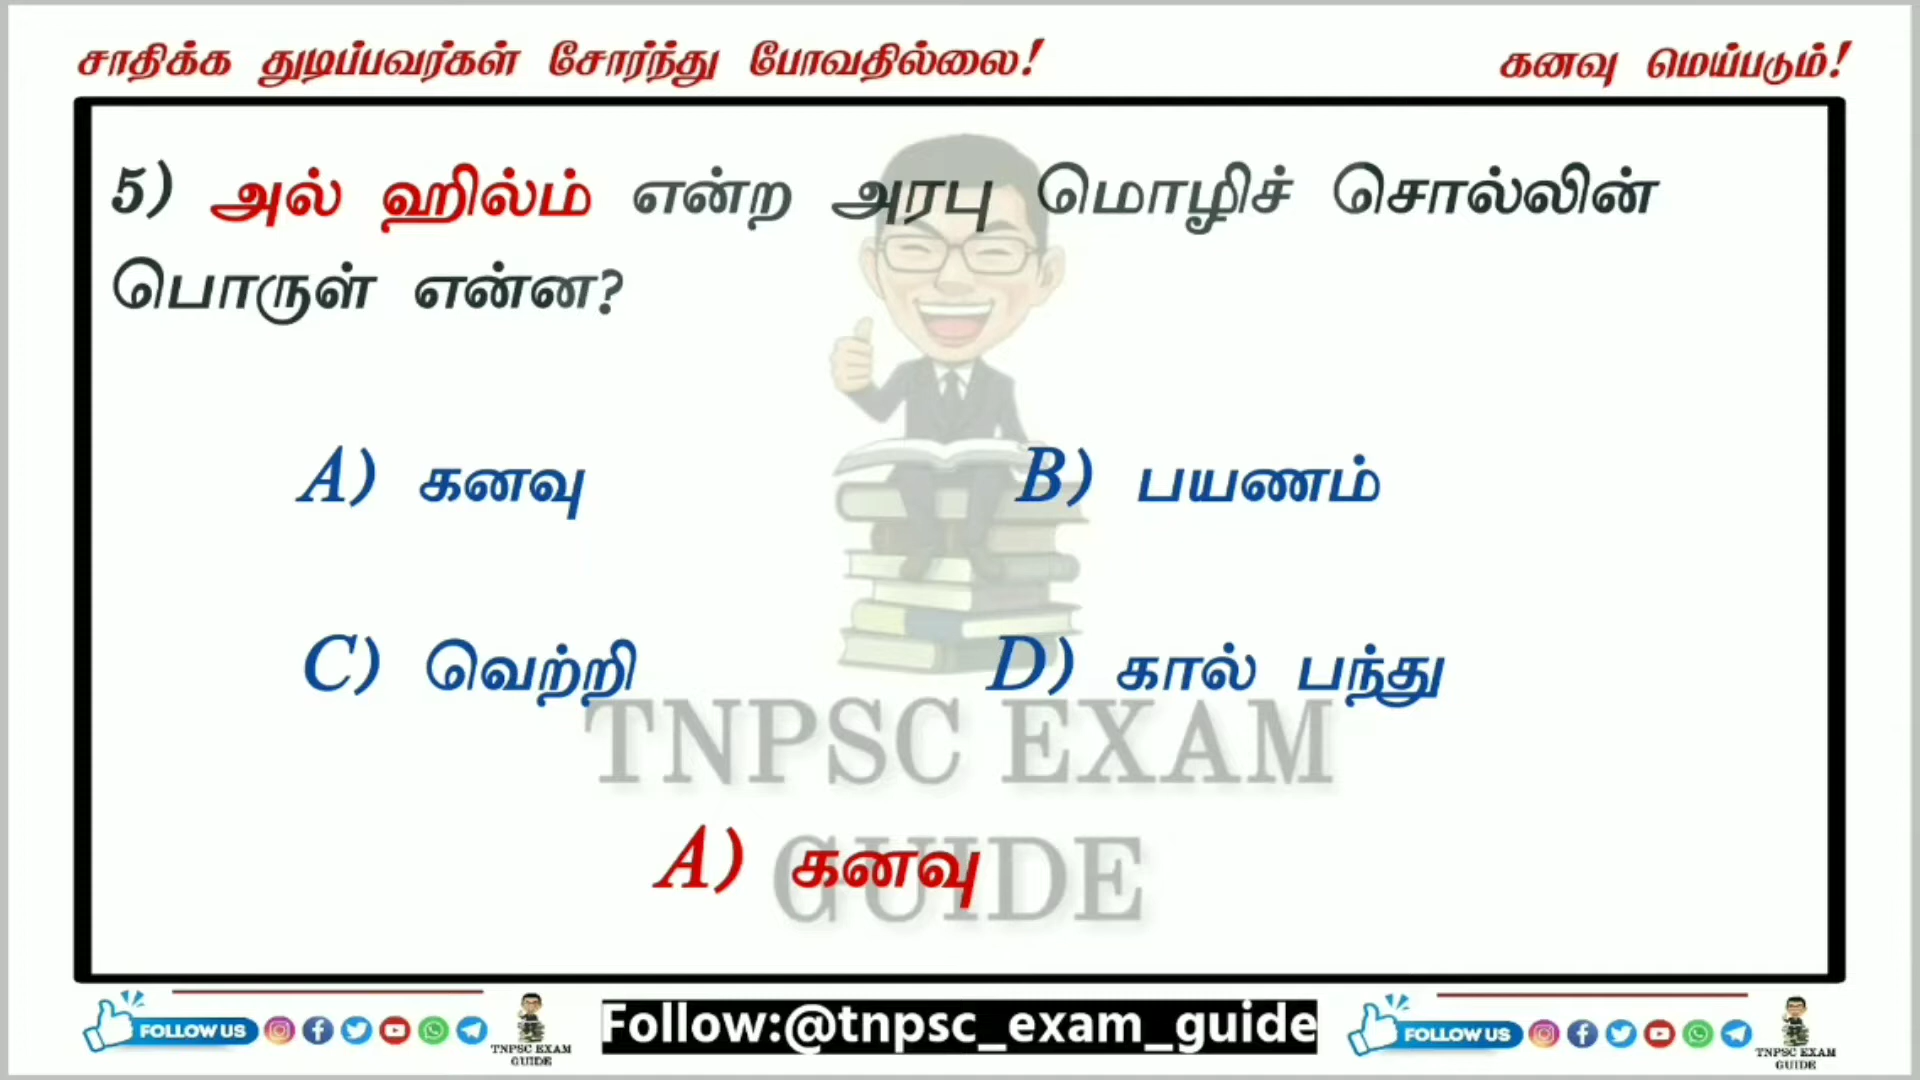 சாதிக்க துடிப்பவர்கள் சோர்ந்து போவதில்லை! கனவு மெய்படும்!
5) அல் ஹில்ம் என்ற அரபு மொழிச் சொல்லின்
பொருள் என்ன?
A) கனவு B) பயணம்
C) வெற்றி D) கால் பந்து
TNPSC EXAM
GUIDE
A) கனவு
FOLLOW US TNPSC EXAM GUIDE Follow:@tnpsc_exam_guide FOLLOW US TNPSC EXAM GUIDE